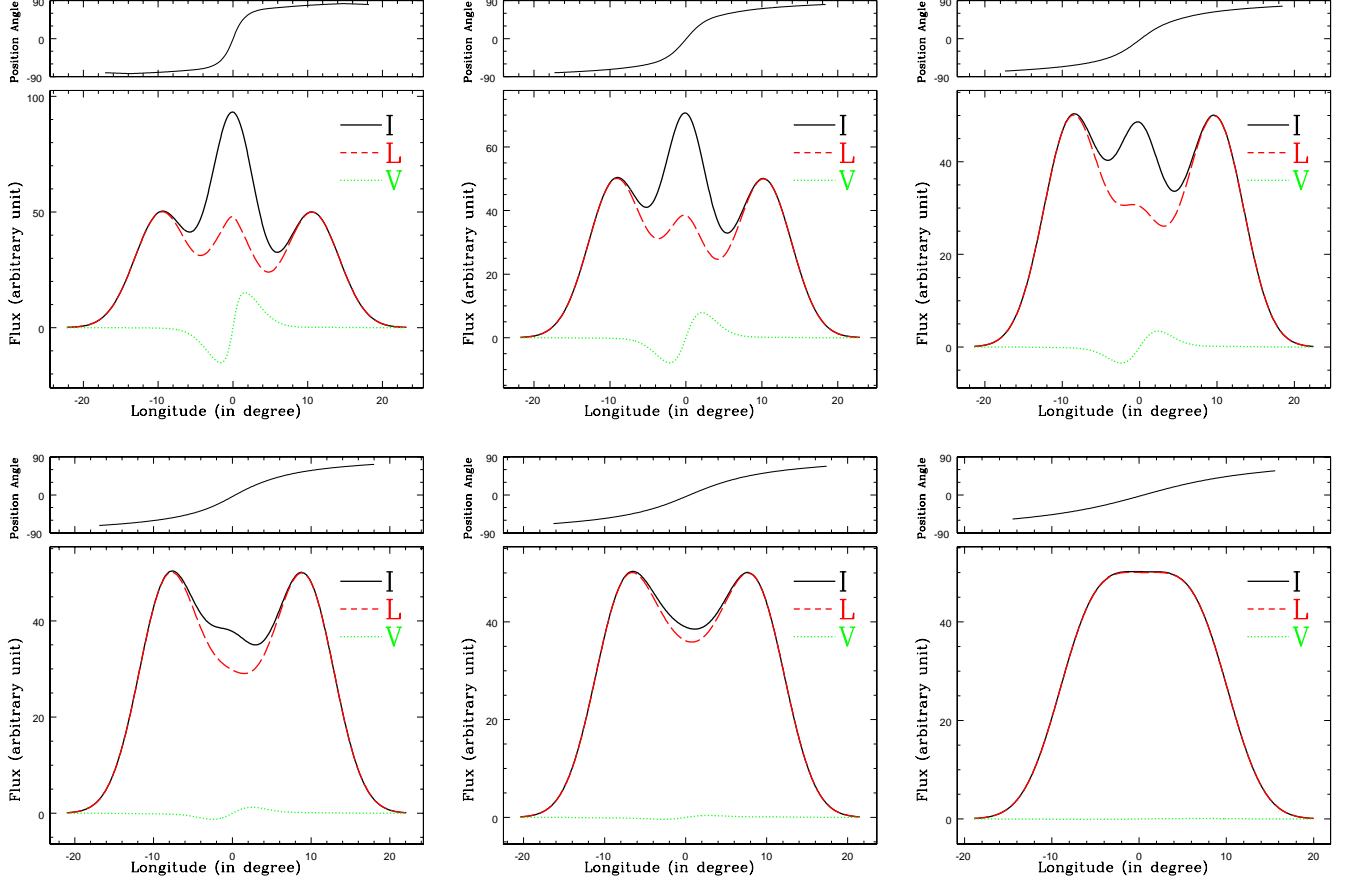 Position Angle
90
0
-90
Flux (arbitrary unit)
100
50
0
I
L
V
-20 -10 0 10 20
Longitude (in degree)
Position Angle
90
0
-90
Flux (arbitrary unit)
60
40
20
0
I
L
V
-20 -10 0 10 20
Longitude (in degree)
Position Angle
90
0
-90
Flux (arbitrary unit)
40
20
0
I
L
V
-20 -10 0 10 20
Longitude (in degree)
Position Angle
90
0
-90
Flux (arbitrary unit)
40
20
0
I
L
V
-20 -10 0 10 20
Longitude (in degree)
Position Angle
90
0
-90
Flux (arbitrary unit)
40
20
0
I
L
V
-20 -10 0 10 20
Longitude (in degree)
Position Angle
90
0
-90
Flux (arbitrary unit)
40
20
0
I
L
V
-20 -10 0 10 20
Longitude (in degree)